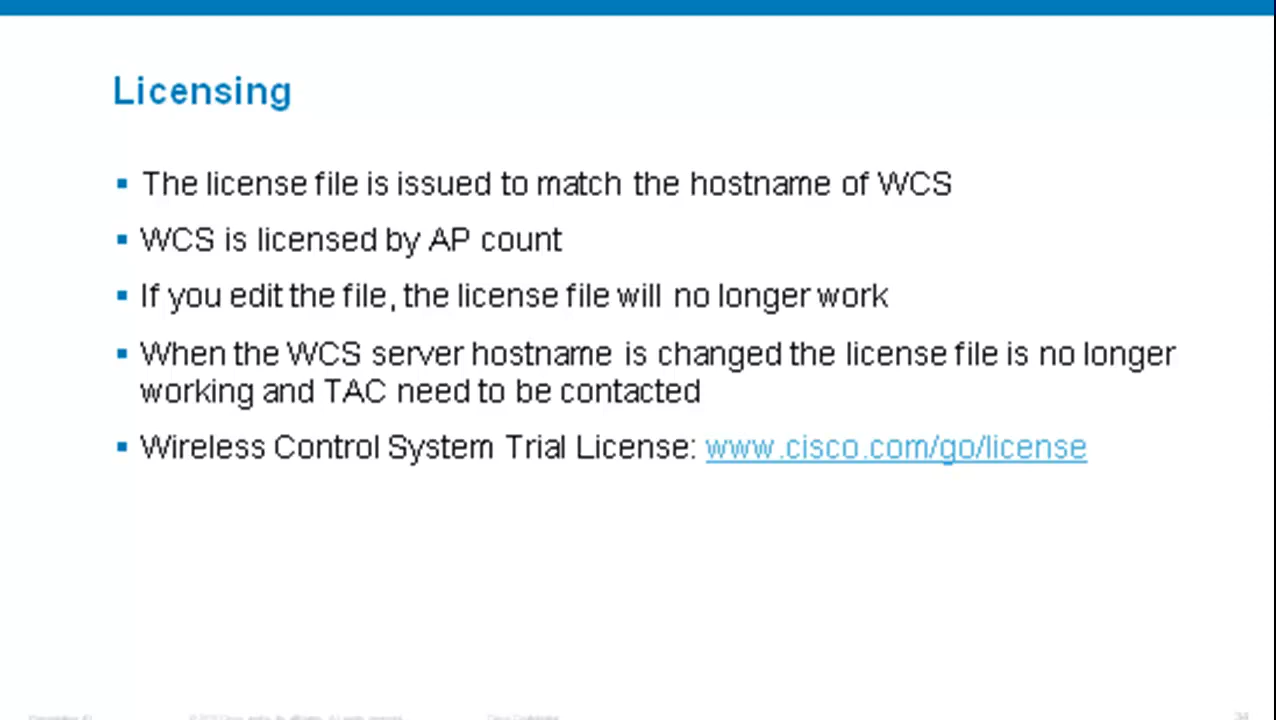 Licensing
The license file is issued to match the hostname of WCS
WCS is licensed by AP count
If you edit the file, the license file will no longer work
When the WCS server hostname is changed the license file is no longer
working and TAC need to be contacted
Wireless Control System Trial License: www.cisco.com/go/license